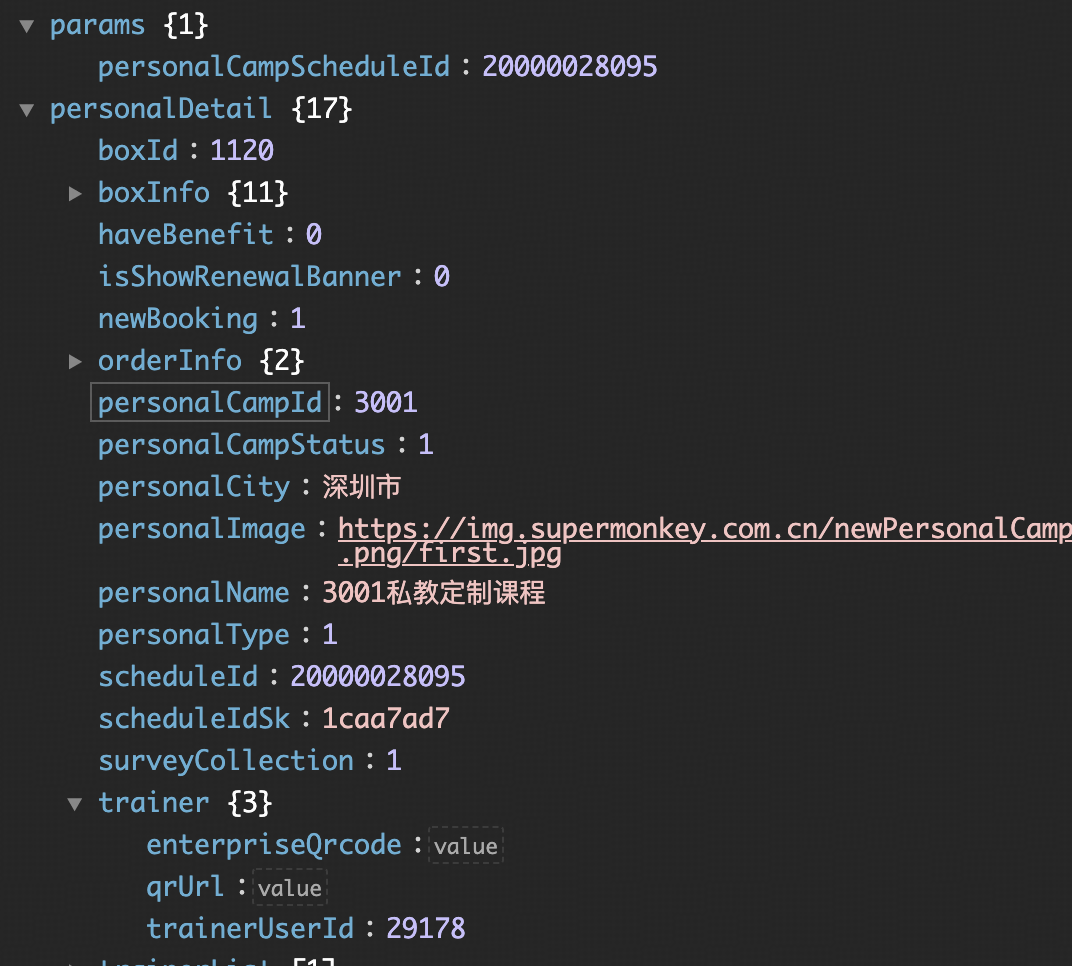 params {1}
personalCampScheduleId : 20000028095
personalDetail {17}
boxId : 1120
boxInfo {11}
haveBenefit : 0
isShowRenewalBanner : 0
newBooking : 1
orderInfo {2}
personalCampId : 3001
personalCampStatus : 1
personalCity : 深圳市
personalImage : https://img.supermonkey.com.cn/newPersonalCamp
.png/first.jpg
personalName : 3001私教定制课程
personalType : 1
scheduleId : 20000028095
scheduleIdSk : 1caa7ad7
surveyCollection : 1
trainer {3}
enterpriseQrcode : value
qrUrl : value
trainerUserId : 29178